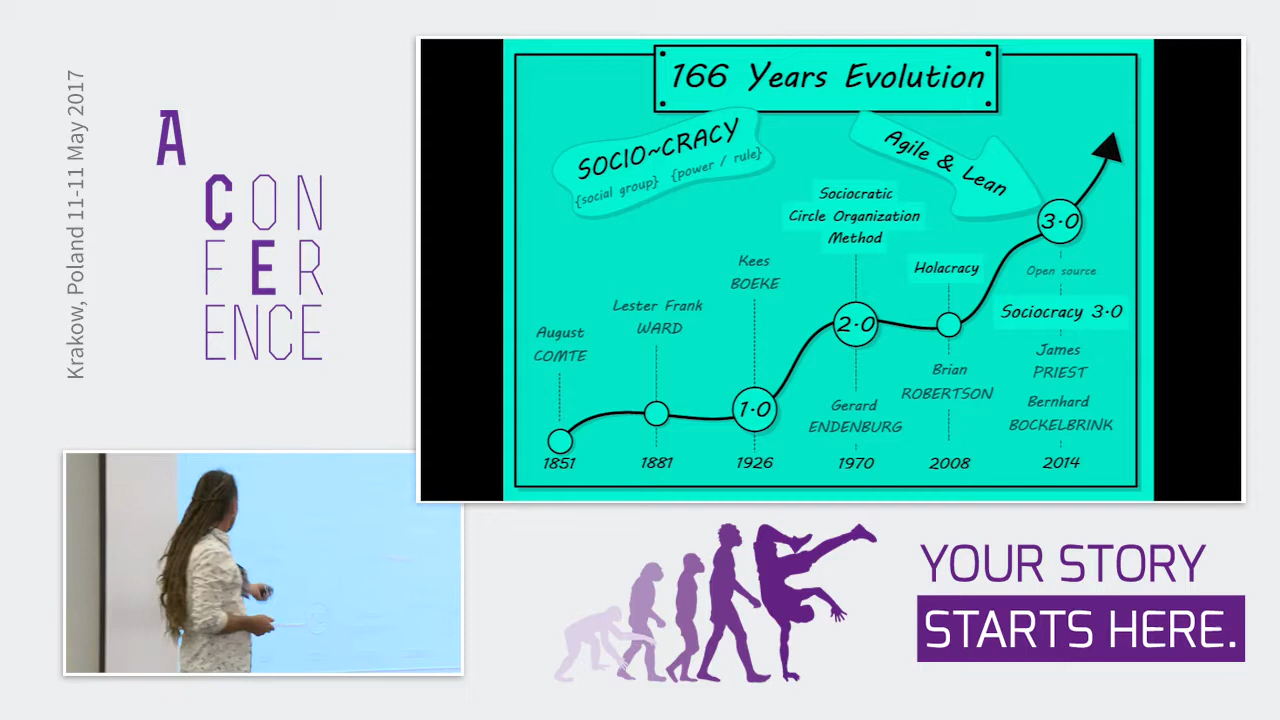 Krakow, Poland 11-11 May 2017
A
CON
FER
ENCE
166 Years Evolution
SOCIO~CRACY
{social group} {power / rule}
Agile & Lean
August
COMTE
1851
Lester Frank
WARD
1881
Kees
BOEKE
1.0
1926
Sociocratic
Circle Organization
Method
2.0
Gerard
ENDENBURG
1970
Holacracy
Brian
ROBERTSON
2008
3.0
Open source
Sociocracy 3.0
James
PRIEST
Bernhard
BOCKELBRINK
2014
YOUR STORY
STARTS HERE.